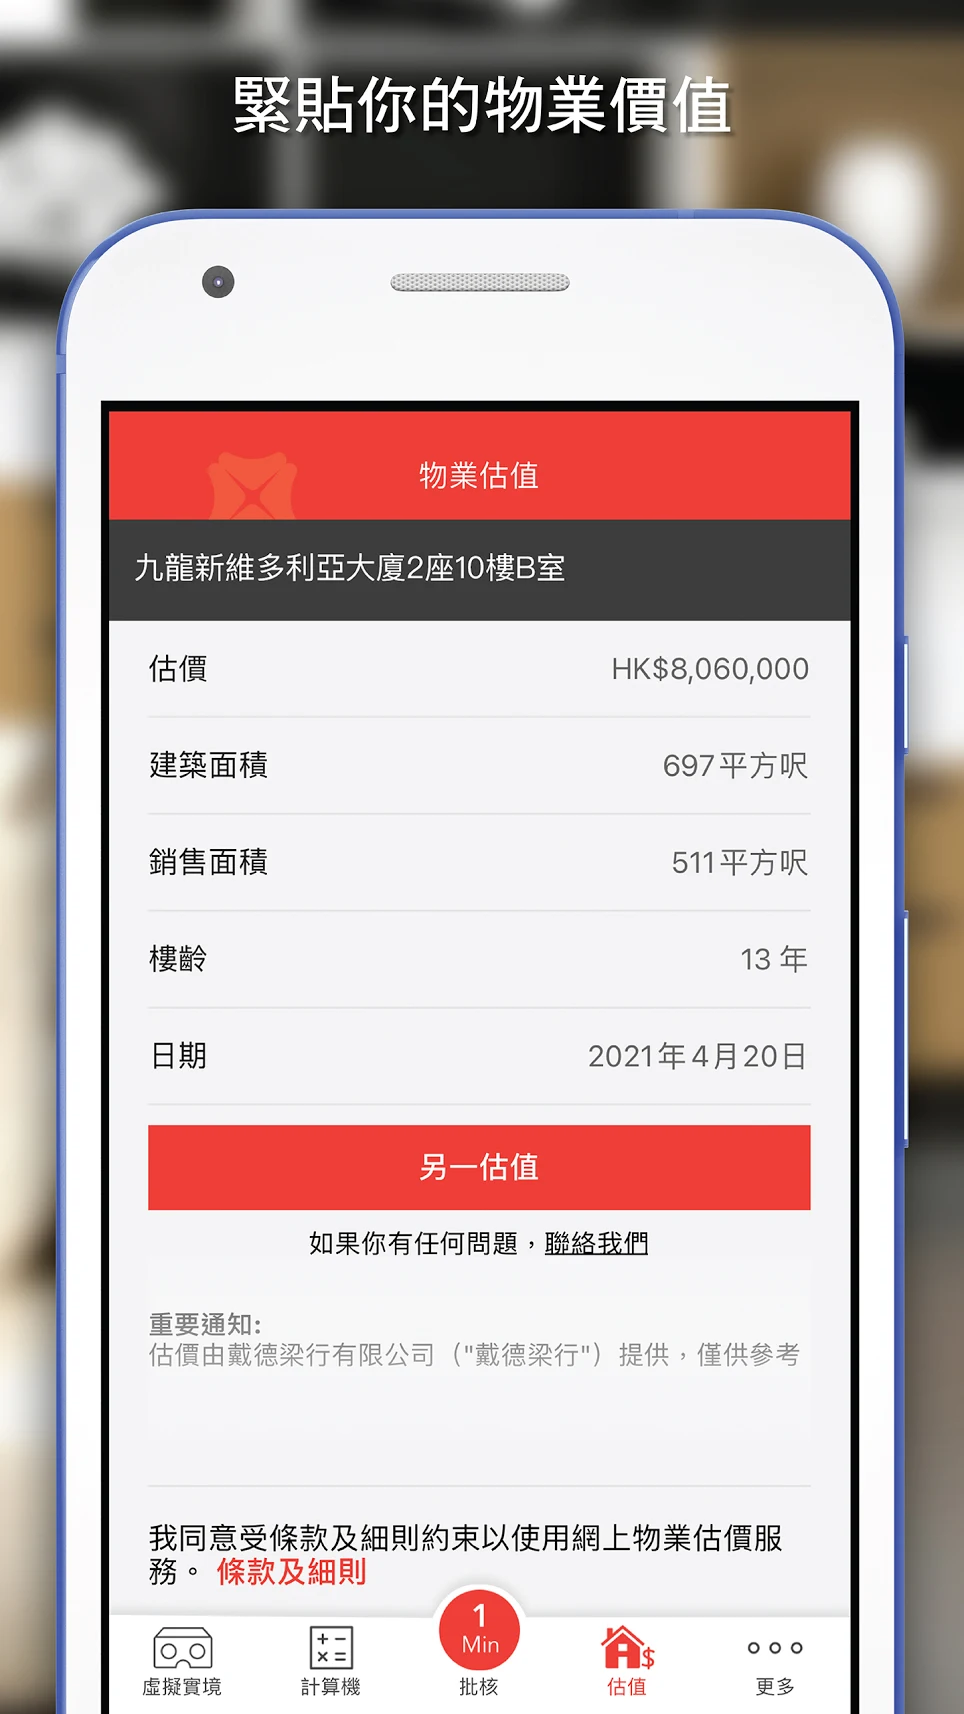 緊貼你的物業價值
物業估值
九龍新維多利亞大廈2座10樓B室
估價 HK$8,060,000
建築面積 697平方呎
銷售面積 511平方呎
樓齡 13 年
日期 2021年4月20日
另一估值
如果你有任何問題，聯絡我們
重要通知:
估價由戴德梁行有限公司（"戴德梁行"）提供，僅供參考
我同意受條款及細則約束以使用網上物業估價服
務。 條款及細則
1
Min
虛擬實境 計算機 批核 估值 更多